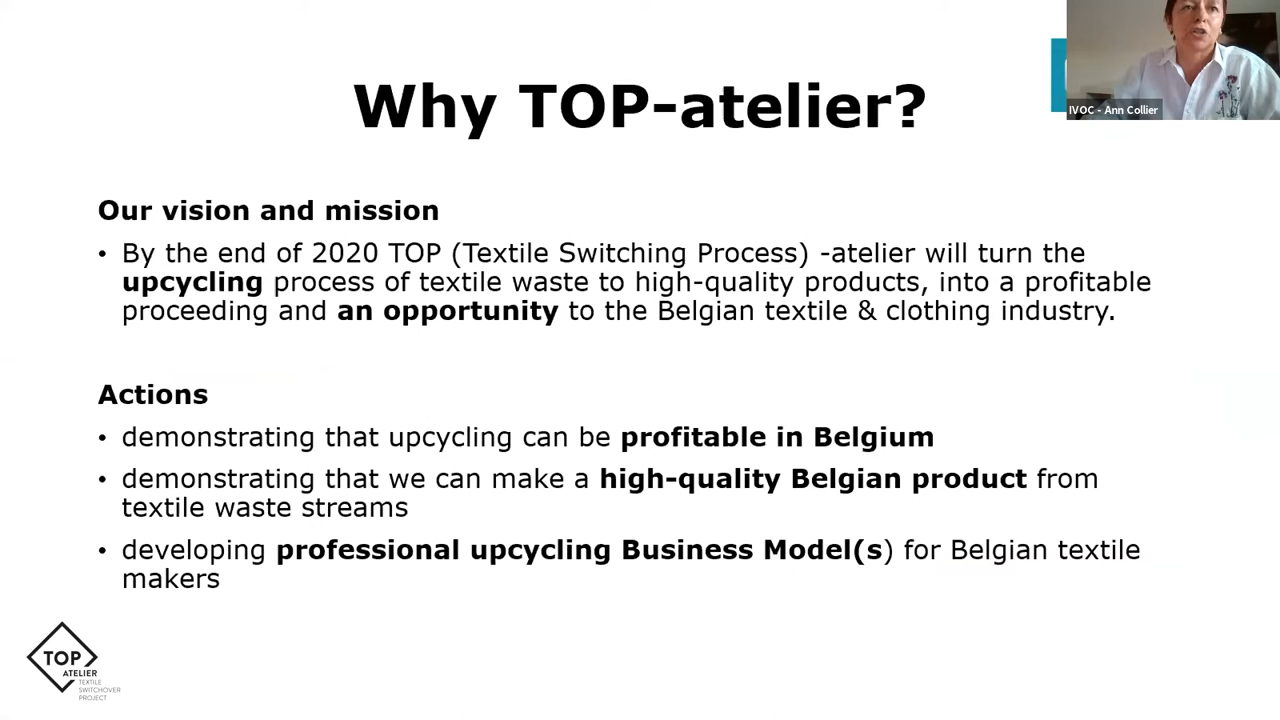 Why TOP-atelier?
IVOC - Ann Collier
Our vision and mission
• By the end of 2020 TOP (Textile Switching Process) -atelier will turn the
upcycling process of textile waste to high-quality products, into a profitable
proceeding and an opportunity to the Belgian textile & clothing industry.
Actions
• demonstrating that upcycling can be profitable in Belgium
• demonstrating that we can make a high-quality Belgian product from
textile waste streams
• developing professional upcycling Business Model(s) for Belgian textile
makers
TOP
ATELIER
TEXTILE
SWITCHOVER
PROJECT